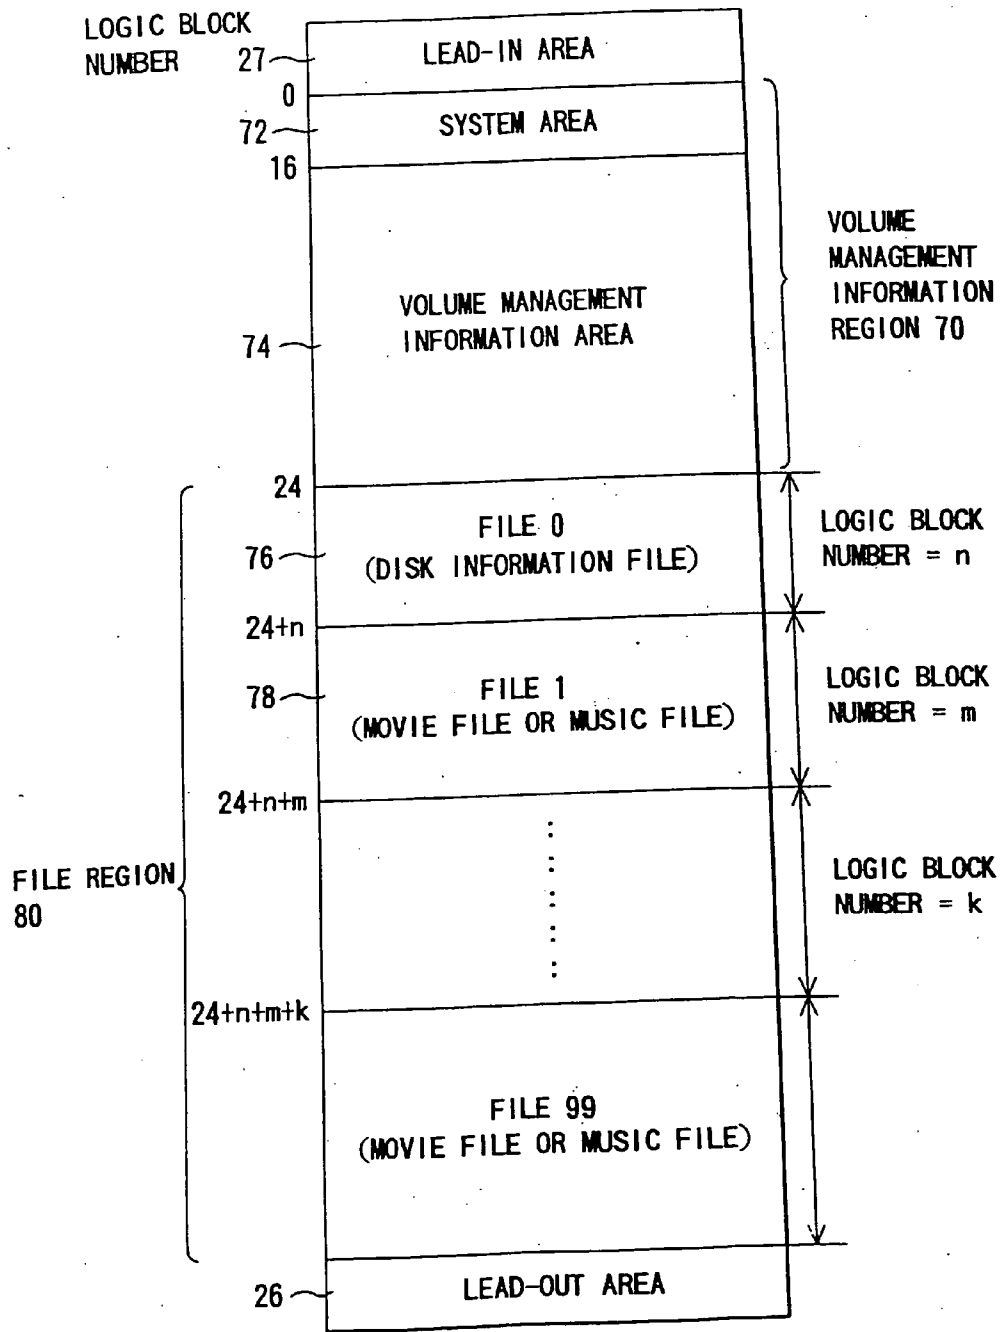 LOGIC BLOCK
NUMBER
27
LEAD-IN AREA
0
72
SYSTEM AREA
16
VOLUME
MANAGEMENT
INFORMATION
REGION 70
VOLUME MANAGEMENT
INFORMATION AREA
74
24
FILE 0
(DISK INFORMATION FILE)
76
LOGIC BLOCK
NUMBER = n
24+n
78
FILE 1
(MOVIE FILE OR MUSIC FILE)
LOGIC BLOCK
NUMBER = m
24+n+m
FILE REGION
80
LOGIC BLOCK
NUMBER = k
24+n+m+k
FILE 99
(MOVIE FILE OR MUSIC FILE)
26
LEAD-OUT AREA